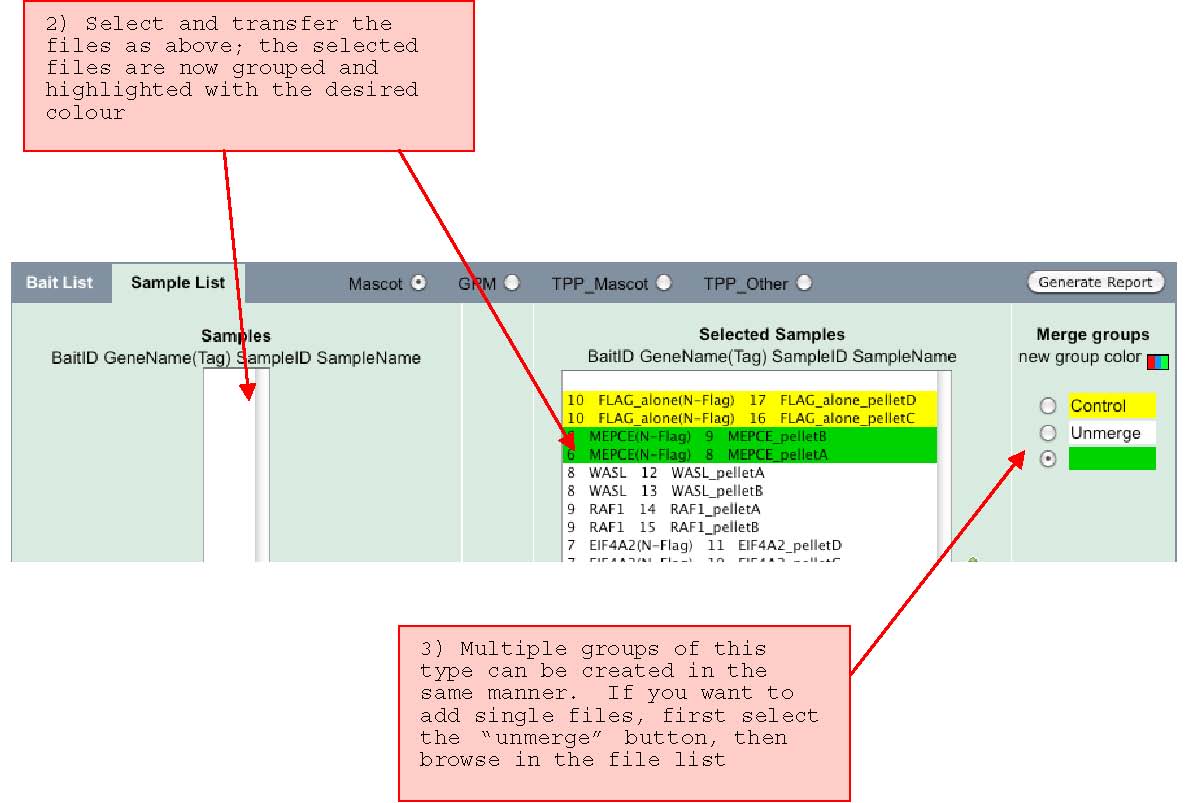 2) Select and transfer the
files as above; the selected
files are now grouped and
highlighted with the desired
colour
Bait List
Sample List
Mascot
GPM
TPP_Mascot
TPP_Other
Generate Report
Samples
BaitID GeneName(Tag) SampleID SampleName
Selected Samples
BaitID GeneName(Tag) SampleID SampleName
10 FLAG_alone(N-Flag) 17 FLAG_alone_pelletD
10 FLAG_alone(N-Flag) 16 FLAG_alone_pelletC
MEPCE(N-Flag) 9 MEPCE_pelletB
6 MEPCE(N-Flag) 8 MEPCE_pelletA
8 WASL 12 WASL_pelletA
8 WASL 13 WASL_pelletB
9 RAF1 14 RAF1_pelletA
9 RAF1 15 RAF1_pelletB
7 EIF4A2(N-Flag) 11 EIF4A2_pelletD
Merge groups
new group color
Control
Unmerge
3) Multiple groups of this
type can be created in the
same manner.  If you want to
add single files, first select
the “unmerge” button, then
browse in the file list